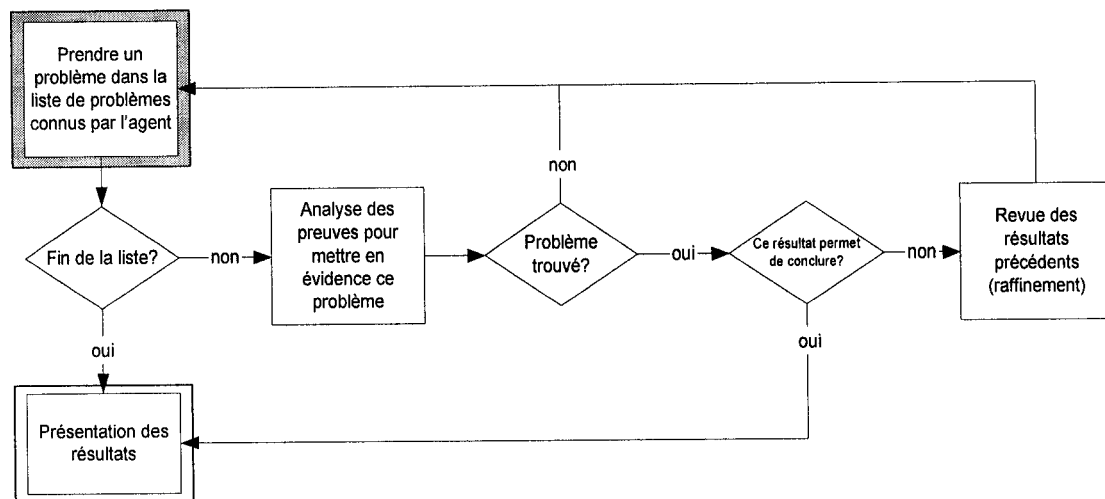 Prendre un
problème dans la
liste de problèmes
connus par l'agent
non
Fin de la liste?
non
Analyse des
preuves pour
mettre en
évidence ce
problème
Problème
trouvé?
oui
Ce résultat permet
de conclure?
non
Revue des
résultats
précédents
(raffinement)
oui
oui
Présentation des
résultats